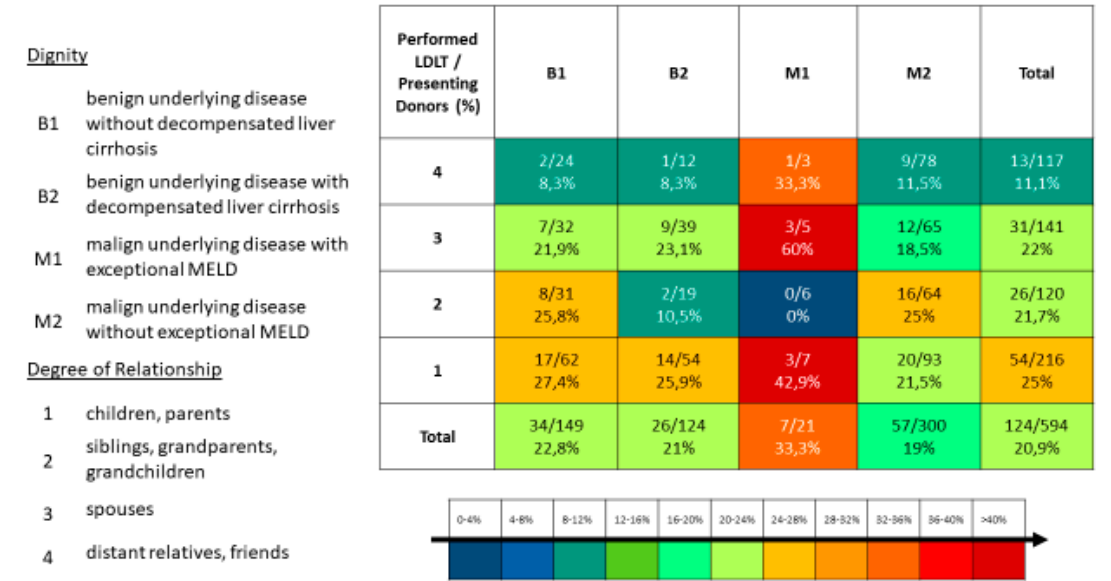 Dignity
B1
benign underlying disease
without decompensated liver
cirrhosis
B2
benign underlying disease with
decompensated liver cirrhosis
M1
malign underlying disease with
exceptional MELD
M2
malign underlying disease
without exceptional MELD
Degree of Relationship
1 children, parents
2
siblings, grandparents,
grandchildren
3 spouses
4 distant relatives, friends
Performed
LDLT /
Presenting
Donors (%)
B1 B2 M1 M2 Total
4
2/24 1/12 1/3 9/78 13/117
8,3% 8,3% 33,3% 11,5% 11,1%
3
7/32 9/39 3/5 12/65 31/141
21,9% 23,1% 60% 18,5% 22%
2
8/31 2/19 0/6 16/64 26/120
25,8% 10,5% 0% 25% 21,7%
1
17/62 14/54 3/7 20/93 54/216
27,4% 25,9% 42,9% 21,5% 25%
Total
34/149 26/124 7/21 57/300 124/594
22,8% 21% 33,3% 19% 20,9%
0-4% 4-8% 8-12% 12-16% 16-20% 20-24% 24-28% 28-32% 32-36% 36-40% >40%